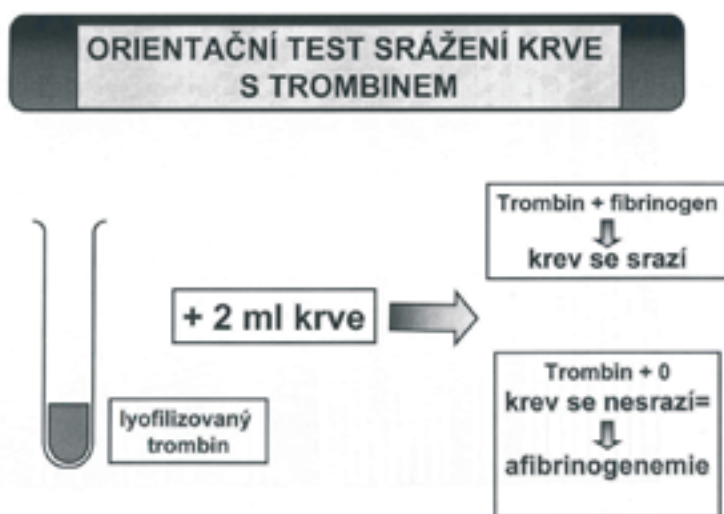 ORIENTAČNÍ TEST SRÁŽENÍ KRVE
S TROMBINEM
Trombin + fibrinogen
krev se srazí
+ 2 ml krve
Trombin + 0
krev se nesrazí=
afibrinogenemie
lyofilizovaný
trombin